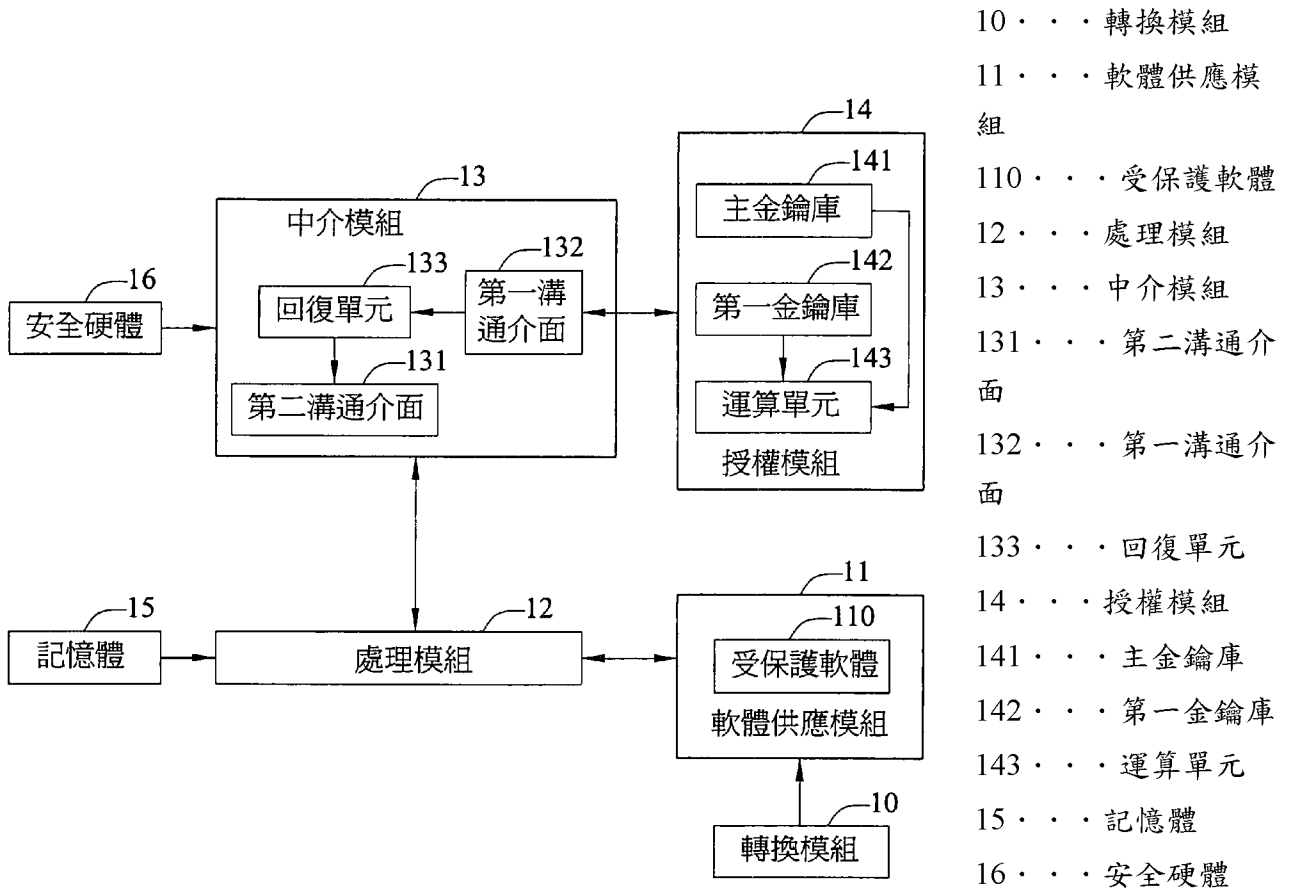 14
141
主金鑰庫
142
第一金鑰庫
143
運算單元
授權模組
13
中介模組
132
第一溝
通介面
133
回復單元
131
第二溝通介面
16
安全硬體
15
記憶體
12
處理模組
11
110
受保護軟體
軟體供應模組
10
轉換模組
10···轉換模組
11···軟體供應模
組
110···受保護軟體
12···處理模組
13···中介模組
131···第二溝通介
面
132···第一溝通介
面
133···回復單元
14···授權模組
141···主金鑰庫
142···第一金鑰庫
143···運算單元
15···記憶體
16···安全硬體